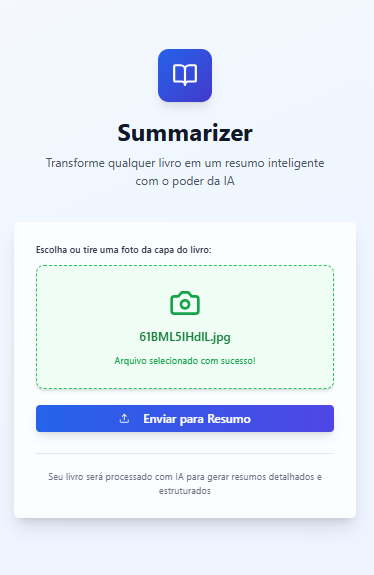 Summarizer
Transforme qualquer livro em um resumo inteligente
com o poder da IA
Escolha ou tire uma foto da capa do livro:
61BML5IHdIL.jpg
Arquivo selecionado com sucesso!
Enviar para Resumo
Seu livro será processado com IA para gerar resumos detalhados e
estruturados